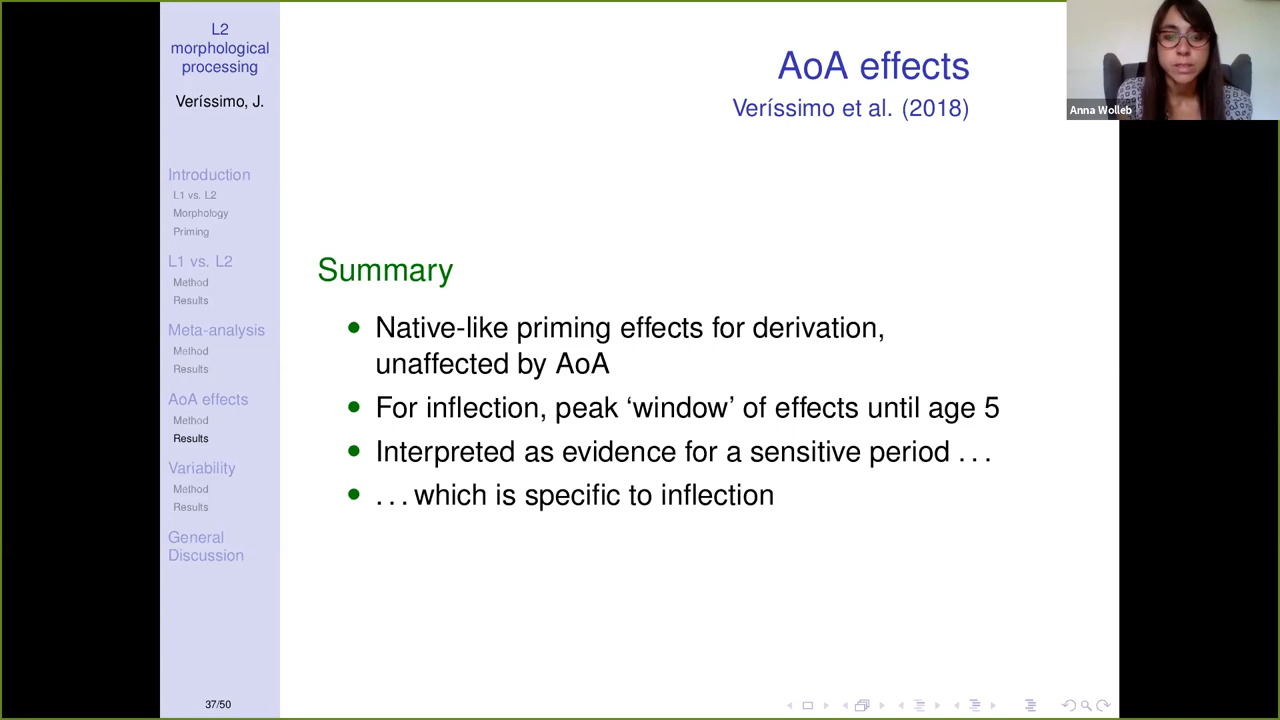 L2
morphological
processing
Veríssimo, J.
Introduction
L1 vs. L2
Morphology
Priming
L1 vs. L2
Method
Results
Meta-analysis
Method
Results
AoA effects
Method
Results
Variability
Method
Results
General
Discussion
37/50
AoA effects
Veríssimo et al. (2018)
Summary
• Native-like priming effects for derivation,
unaffected by AoA
• For inflection, peak ‘window’ of effects until age 5
• Interpreted as evidence for a sensitive period . . .
• . . . which is specific to inflection
Anna Wolleb